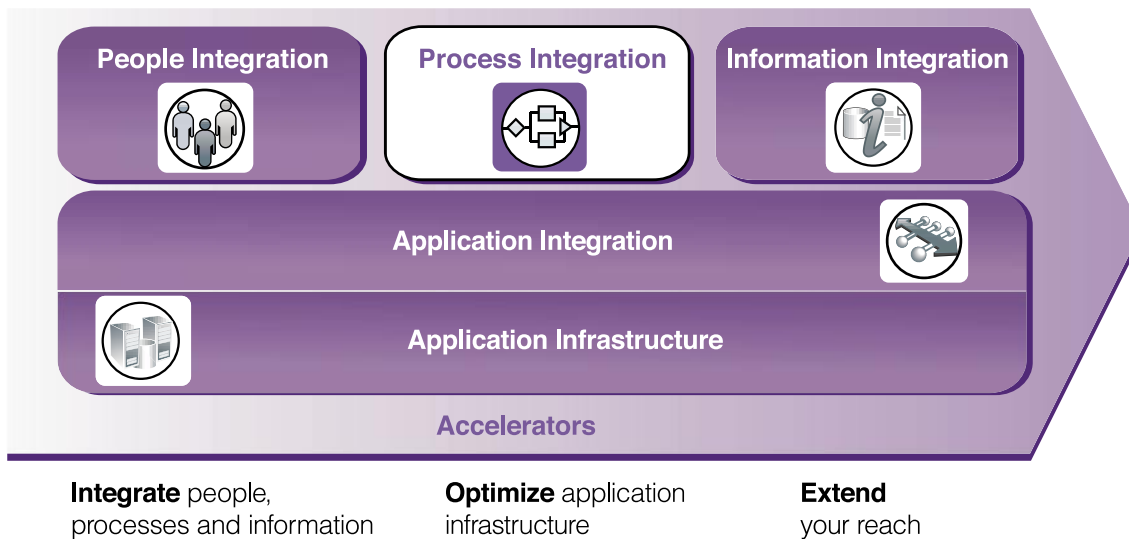 People Integration
Process Integration
Information Integration
Application Integration
Application Infrastructure
Accelerators
Integrate people,
processes and information
Optimize application
infrastructure
Extend
your reach